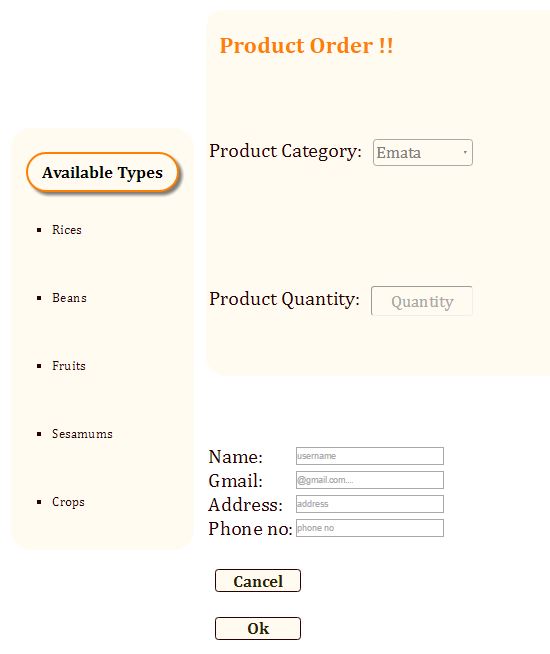 Product Order !!
Product Category: Emata
Product Quantity: Quantity
Available Types
Rices
Beans
Fruits
Sesamums
Crops
Name: username
Gmail: @gmail.com....
Address: address
Phone no: phone no
Cancel
Ok